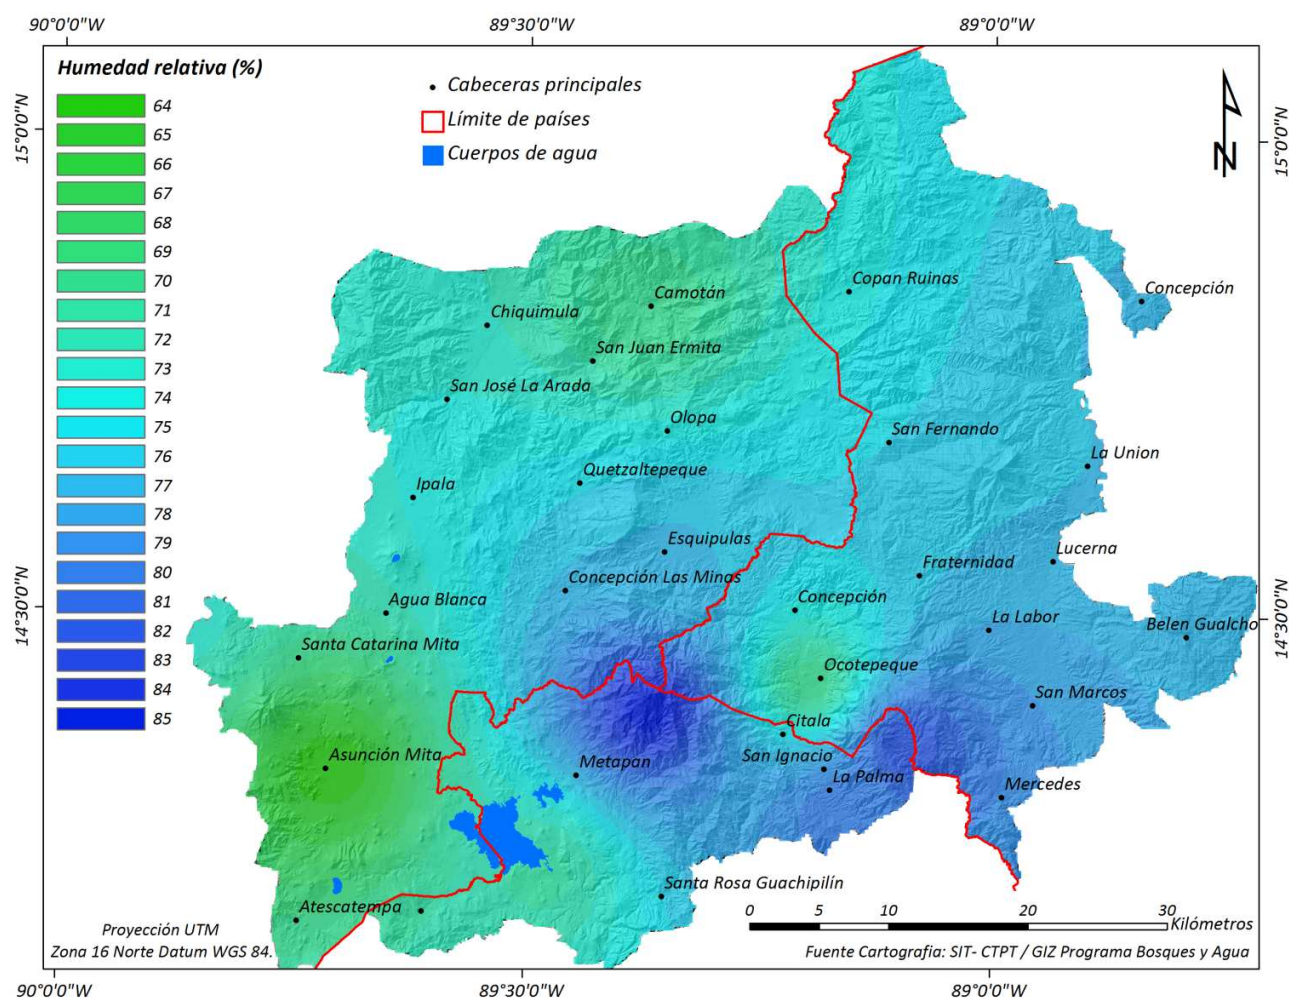 90°0'0"W
89°30'0"W
89°0'0"W
Humedad relativa (%)
64
65
66
67
68
69
70
71
72
73
74
75
76
77
78
79
80
81
82
83
84
85
Cabeceras principales
Límite de países
Cuerpos de agua
N
15°0'0"N
15°0'0"N
14°30'0"N
14°30'0"N
Camotán
Copan Ruinas
Concepción
Chiquimula
San Juan Ermita
San José La Arada
Olopa
San Fernando
La Union
Quetzaltepeque
Ipala
Esquipulas
Lucerna
Fraternidad
Concepción Las Minas
Concepción
Agua Blanca
La Labor
Belen Gualcho
Santa Catarina Mita
Ocotepeque
San Marcos
Citala
Asunción Mita
Metapan
San Ignacio
La Palma
Mercedes
Santa Rosa Guachipilín
Atescatempa
0 5 10 20 30
Kilómetros
Proyección UTM
Zona 16 Norte Datum WGS 84.
Fuente Cartografia: SIT- CTPT / GIZ Programa Bosques y Agua
90°0'0"W
89°30'0"W
89°0'0"W